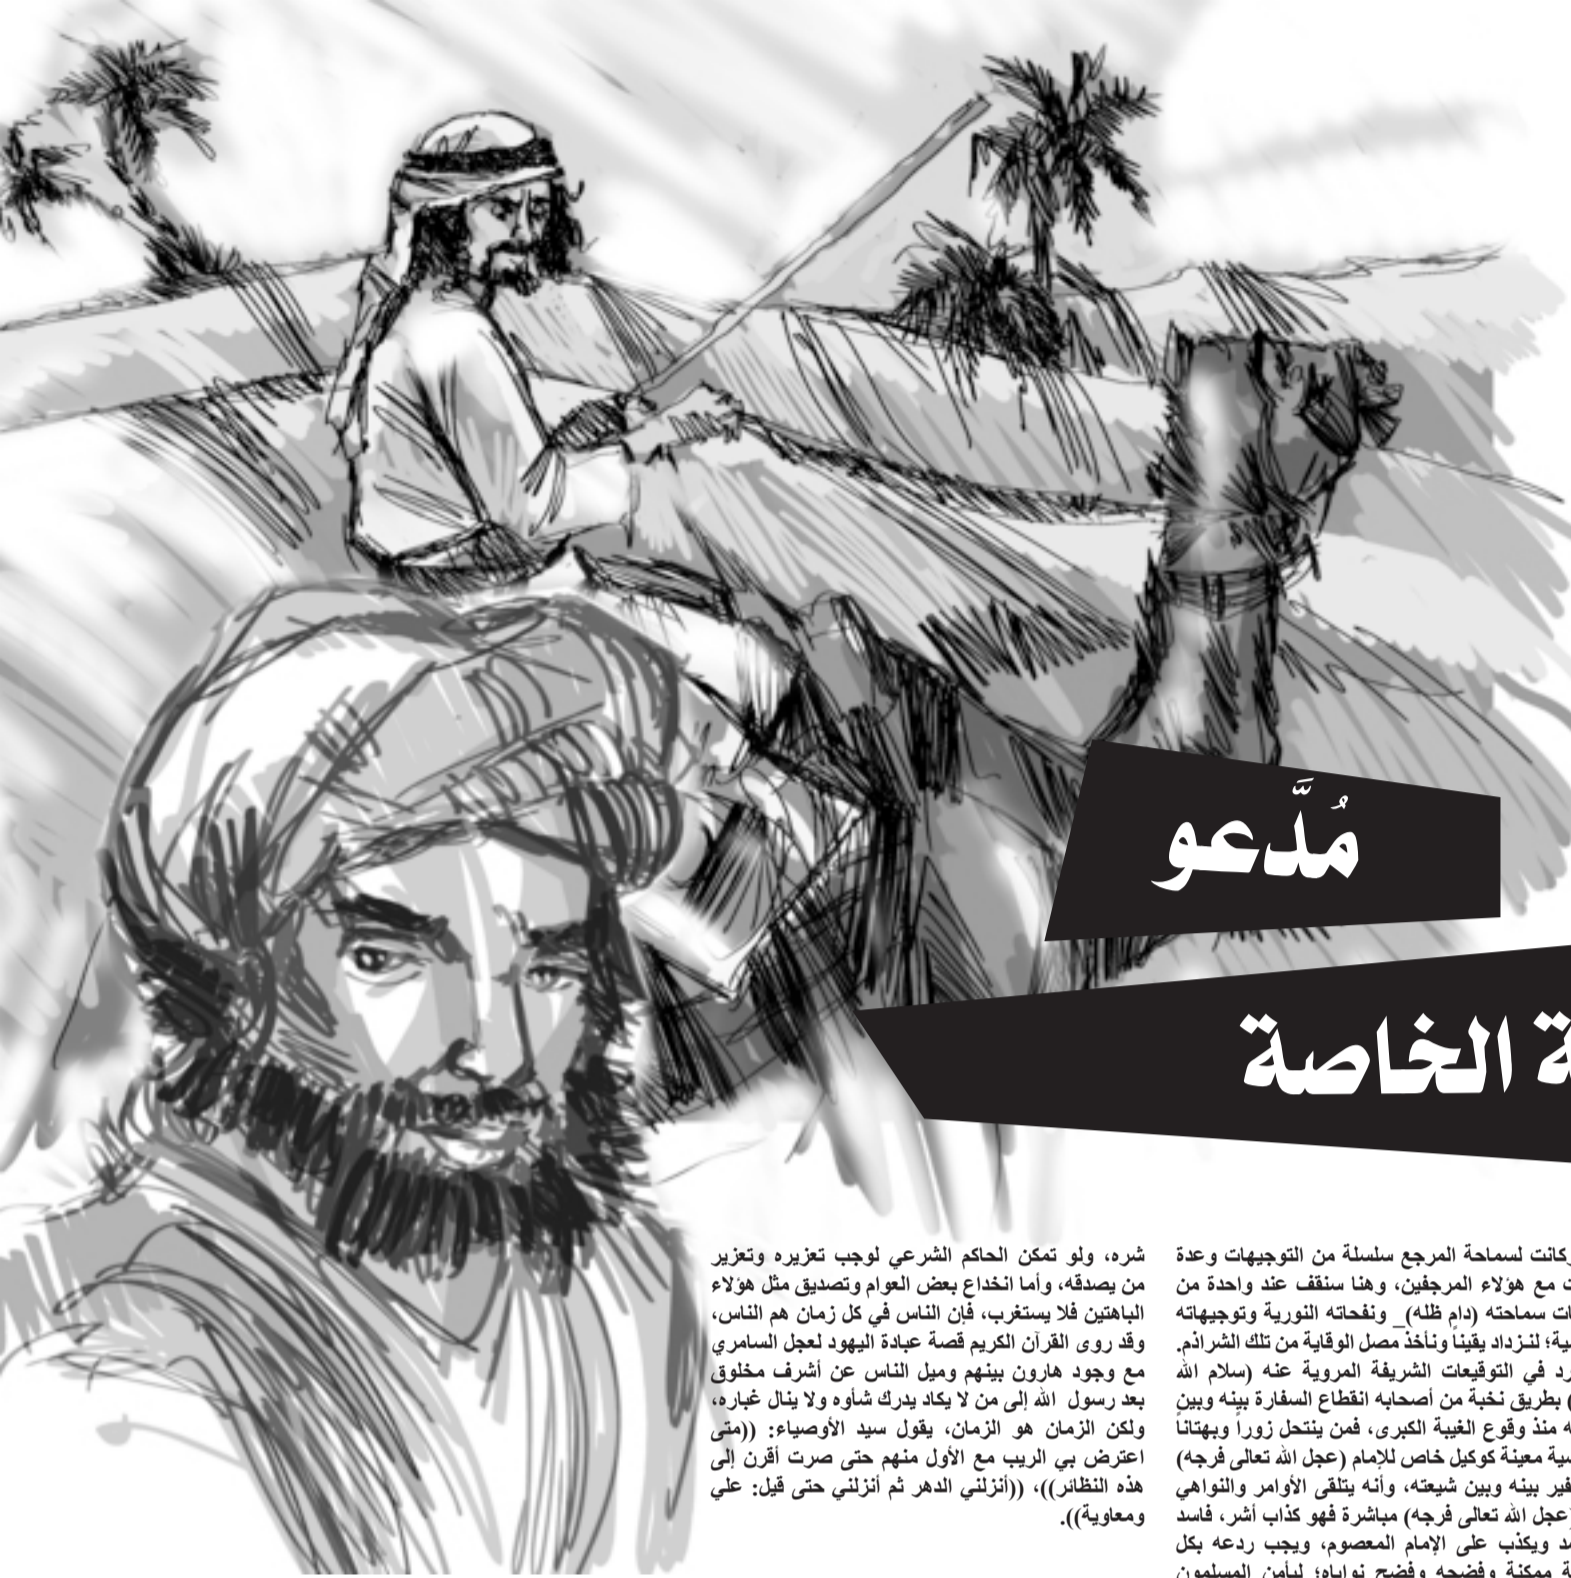 مُدَّعو
الخاصة
كانت لسماحة المرجع سلسلة من التوجيهات وعدة
مع هؤلاء المرجفين، وهنا سنقف عند واحدة من
سماحته (دام ظله)_ ونفحاته النورية وتوجيهاته
لنزداد يقيناً ونأخذ مصل الوقاية من تلك الشراذم.
في التوقيعات الشريفة المروية عنه (سلام الله
) بطريق نخبة من أصحابه انقطاع السفارة بينه وبين
منذ وقوع الغيبة الكبرى، فمن ينتحل زوراً وبهتاناً
معينة كوكيل خاص للإمام (عجل الله تعالى فرجه)
بينه وبين شيعته، وأنه يتلقى الأوامر والنواهي
(عجل الله تعالى فرجه) مباشرة فهو كذاب أشر، فاسد
ويكذب على الإمام المعصوم، ويجب ردعه بكل
ممكنة وفضحه وفضح نواياه؛ ليأمن المسلمون
شره، ولو تمكن الحاكم الشرعي لوجب تعزيره وتعزير
من يصدقه، وأما انخداع بعض العوام وتصديق مثل هؤلاء
الباهتين فلا يستغرب، فإن الناس في كل زمان هم الناس،
وقد روى القرآن الكريم قصة عبادة اليهود لعجل السامري
مع وجود هارون بينهم وميل الناس عن أشرف مخلوق
بعد رسول الله إلى من لا يكاد يدرك شأوه ولا ينال غباره،
ولكن الزمان هو الزمان، يقول سيد الأوصياء: ((متى
اعترض بي الريب مع الأول منهم حتى صرت أقرن إلى
هذه النظائر))، ((أنزلني الدهر ثم أنزلني حتى قيل: علي
ومعاوية)).